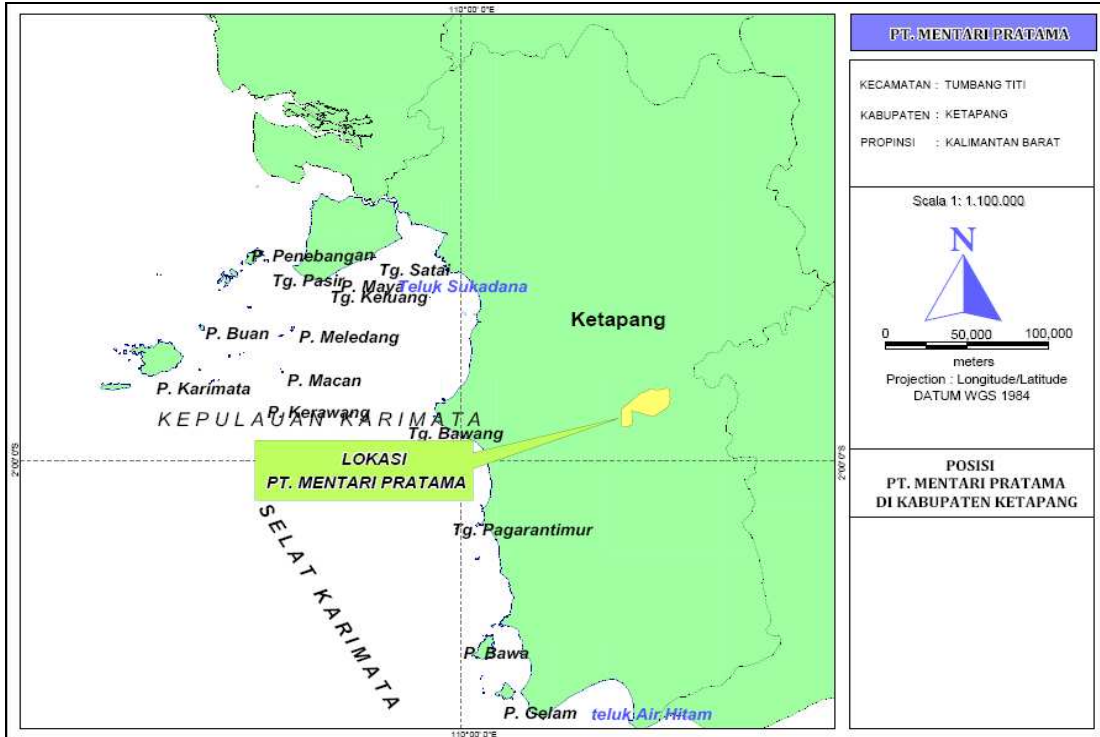 110°00' 0"E
P. Penebangan
Tg. Satai
Tg. Pasir
P. Maya
Teluk Sukadana
Tg. Keluang
Ketapang
P. Buan
P. Meledang
P. Macan
P. Karimata
P. Kerawang
KEPULAUAN KARIMATA
Tg. Bawang
LOKASI
PT. MENTARI PRATAMA
2°00' 0"S
2°00' 0"S
Tg. Pagarantimur
SELAT KARIMATA
P. Bawa
P. Gelam
teluk Air Hitam
110°00' 0"E
PT. MENTARI PRATAMA
KECAMATAN : TUMBANG TITI
KABUPATEN : KETAPANG
PROPINSI : KALIMANTAN BARAT
Scala 1: 1.100.000
N
0 50,000 100,000
meters
Projection : Longitude/Latitude
DATUM WGS 1984
POSISI
PT. MENTARI PRATAMA
DI KABUPATEN KETAPANG